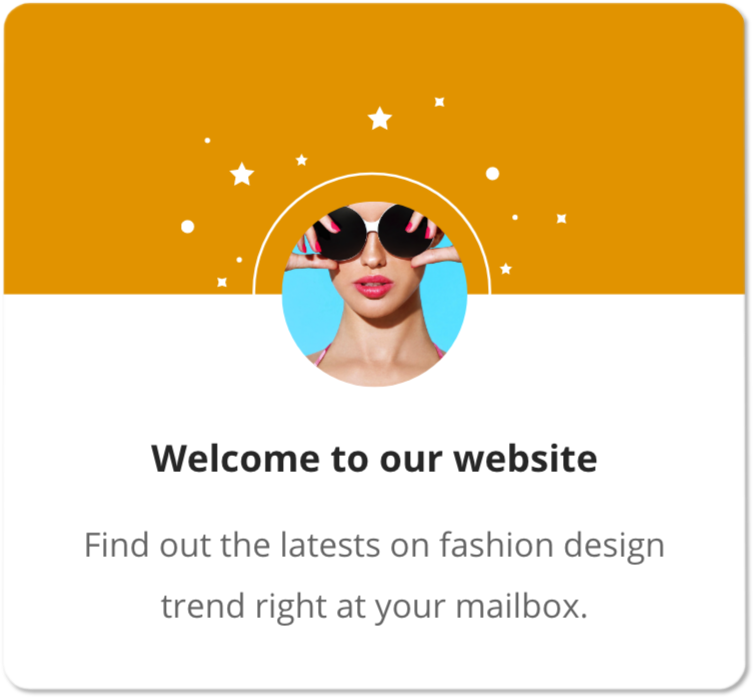 Welcome to our website
Find out the latests on fashion design
trend right at your mailbox.